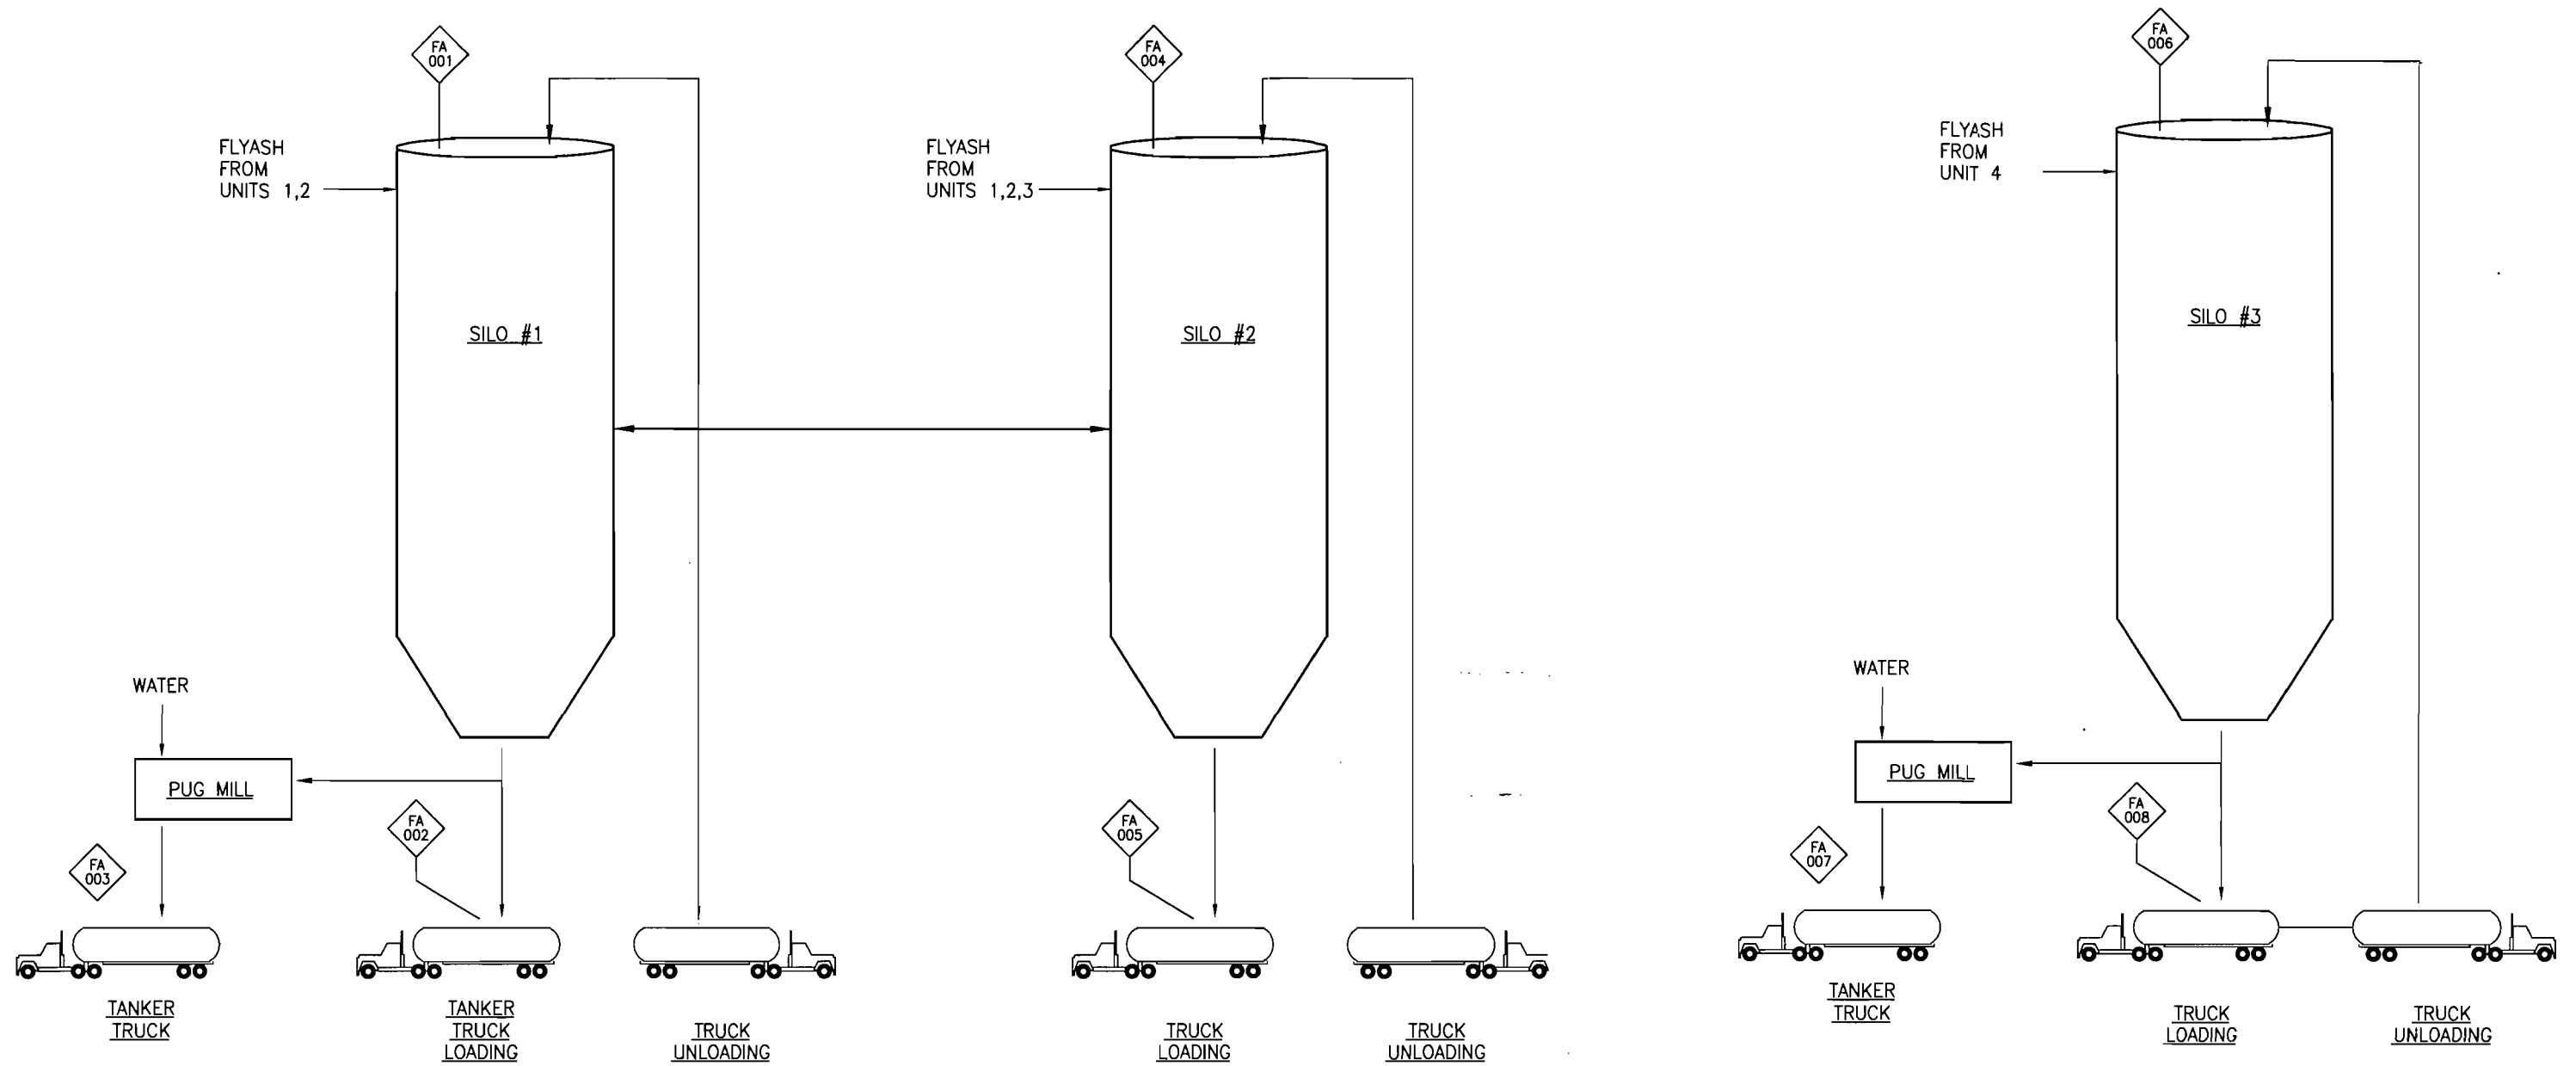 FA
001
FLYASH
FROM
UNITS 1,2
SILO #1
WATER
PUG MILL
FA
002
FA
003
TANKER
TRUCK
TANKER
TRUCK
LOADING
TRUCK
UNLOADING
FA
004
FLYASH
FROM
UNITS 1,2,3
SILO #2
FA
005
TRUCK
LOADING
TRUCK
UNLOADING
FA
006
FLYASH
FROM
UNIT 4
SILO #3
WATER
PUG MILL
FA
008
FA
007
TANKER
TRUCK
TRUCK
LOADING
TRUCK
UNLOADING